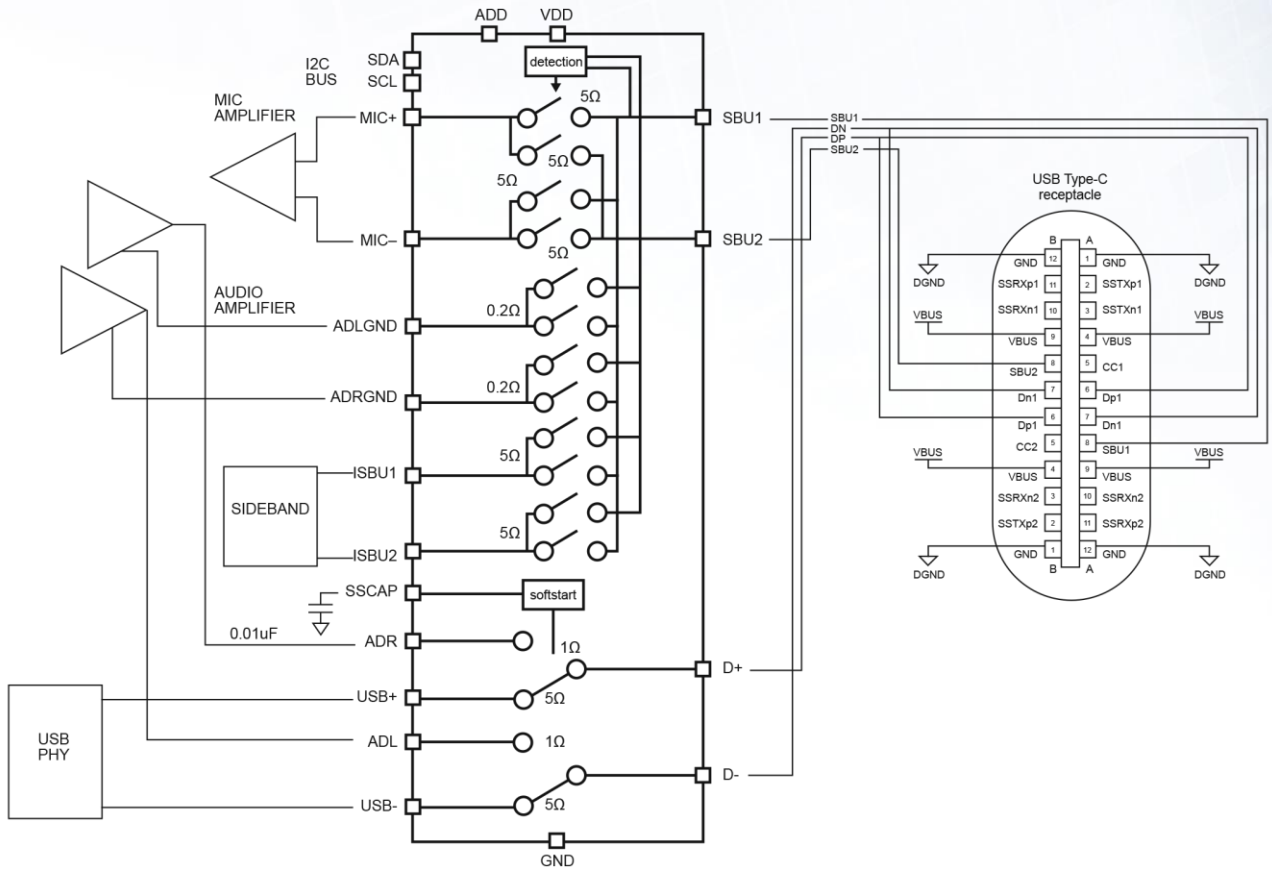 ADD
VDD
I2C
BUS
SDA
SCL
detection
MIC
AMPLIFIER
MIC+
5Ω
SBU1
5Ω
5Ω
MIC–
5Ω
SBU2
AUDIO
AMPLIFIER
0.2Ω
ADLGND
0.2Ω
ADRGND
5Ω
ISBU1
SIDEBAND
5Ω
ISBU2
SSCAP
softstart
0.01uF
ADR
1Ω
D+
USB+
5Ω
USB
PHY
ADL
1Ω
D-
USB-
5Ω
GND
SBU1
DN
DP
SBU2
USB Type-C
receptacle
B
A
GND
12
1
GND
DGND
DGND
SSRXp1
11
2
SSTXp1
SSRXn1
10
3
SSTXn1
VBUS
VBUS
VBUS
9
4
VBUS
SBU2
8
5
CC1
Dn1
7
6
Dp1
Dp1
6
7
Dn1
CC2
5
8
SBU1
VBUS
VBUS
VBUS
4
9
VBUS
SSRXn2
3
10
SSRXn2
SSTXp2
2
11
SSRXp2
GND
1
12
GND
B
A
DGND
DGND